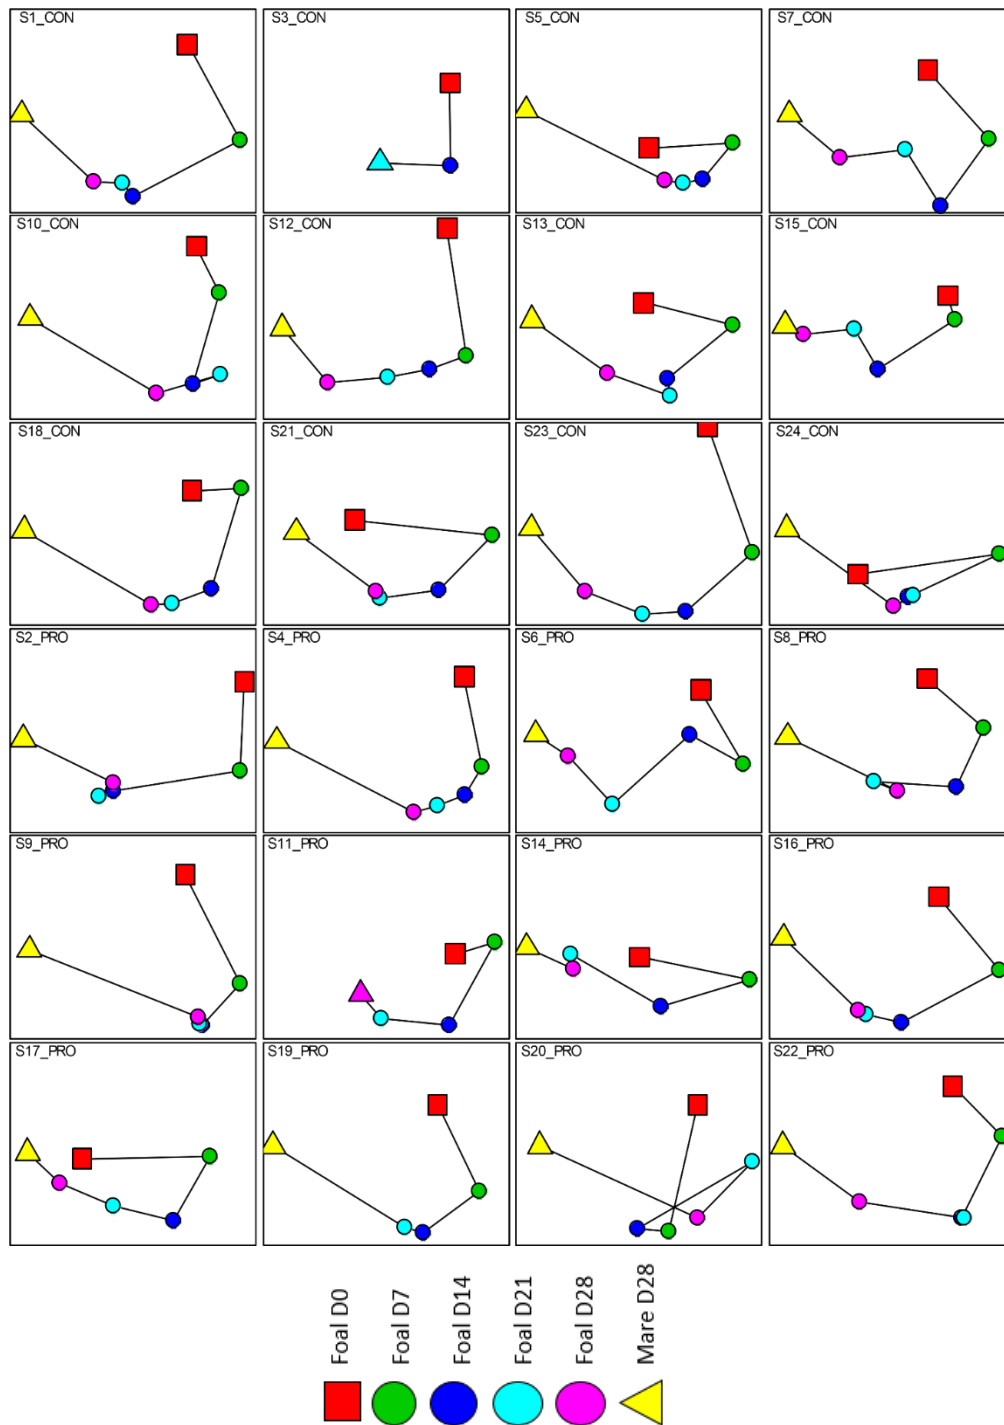 S1_CON
S3_CON
S5_CON
S7_CON
S10_CON
S12_CON
S13_CON
S15_CON
S18_CON
S21_CON
S23_CON
S24_CON
S2_PRO
S4_PRO
S6_PRO
S8_PRO
S9_PRO
S11_PRO
S14_PRO
S16_PRO
S17_PRO
S19_PRO
S20_PRO
S22_PRO
Foal D0
Foal D7
Foal D14
Foal D21
Foal D28
Mare D28